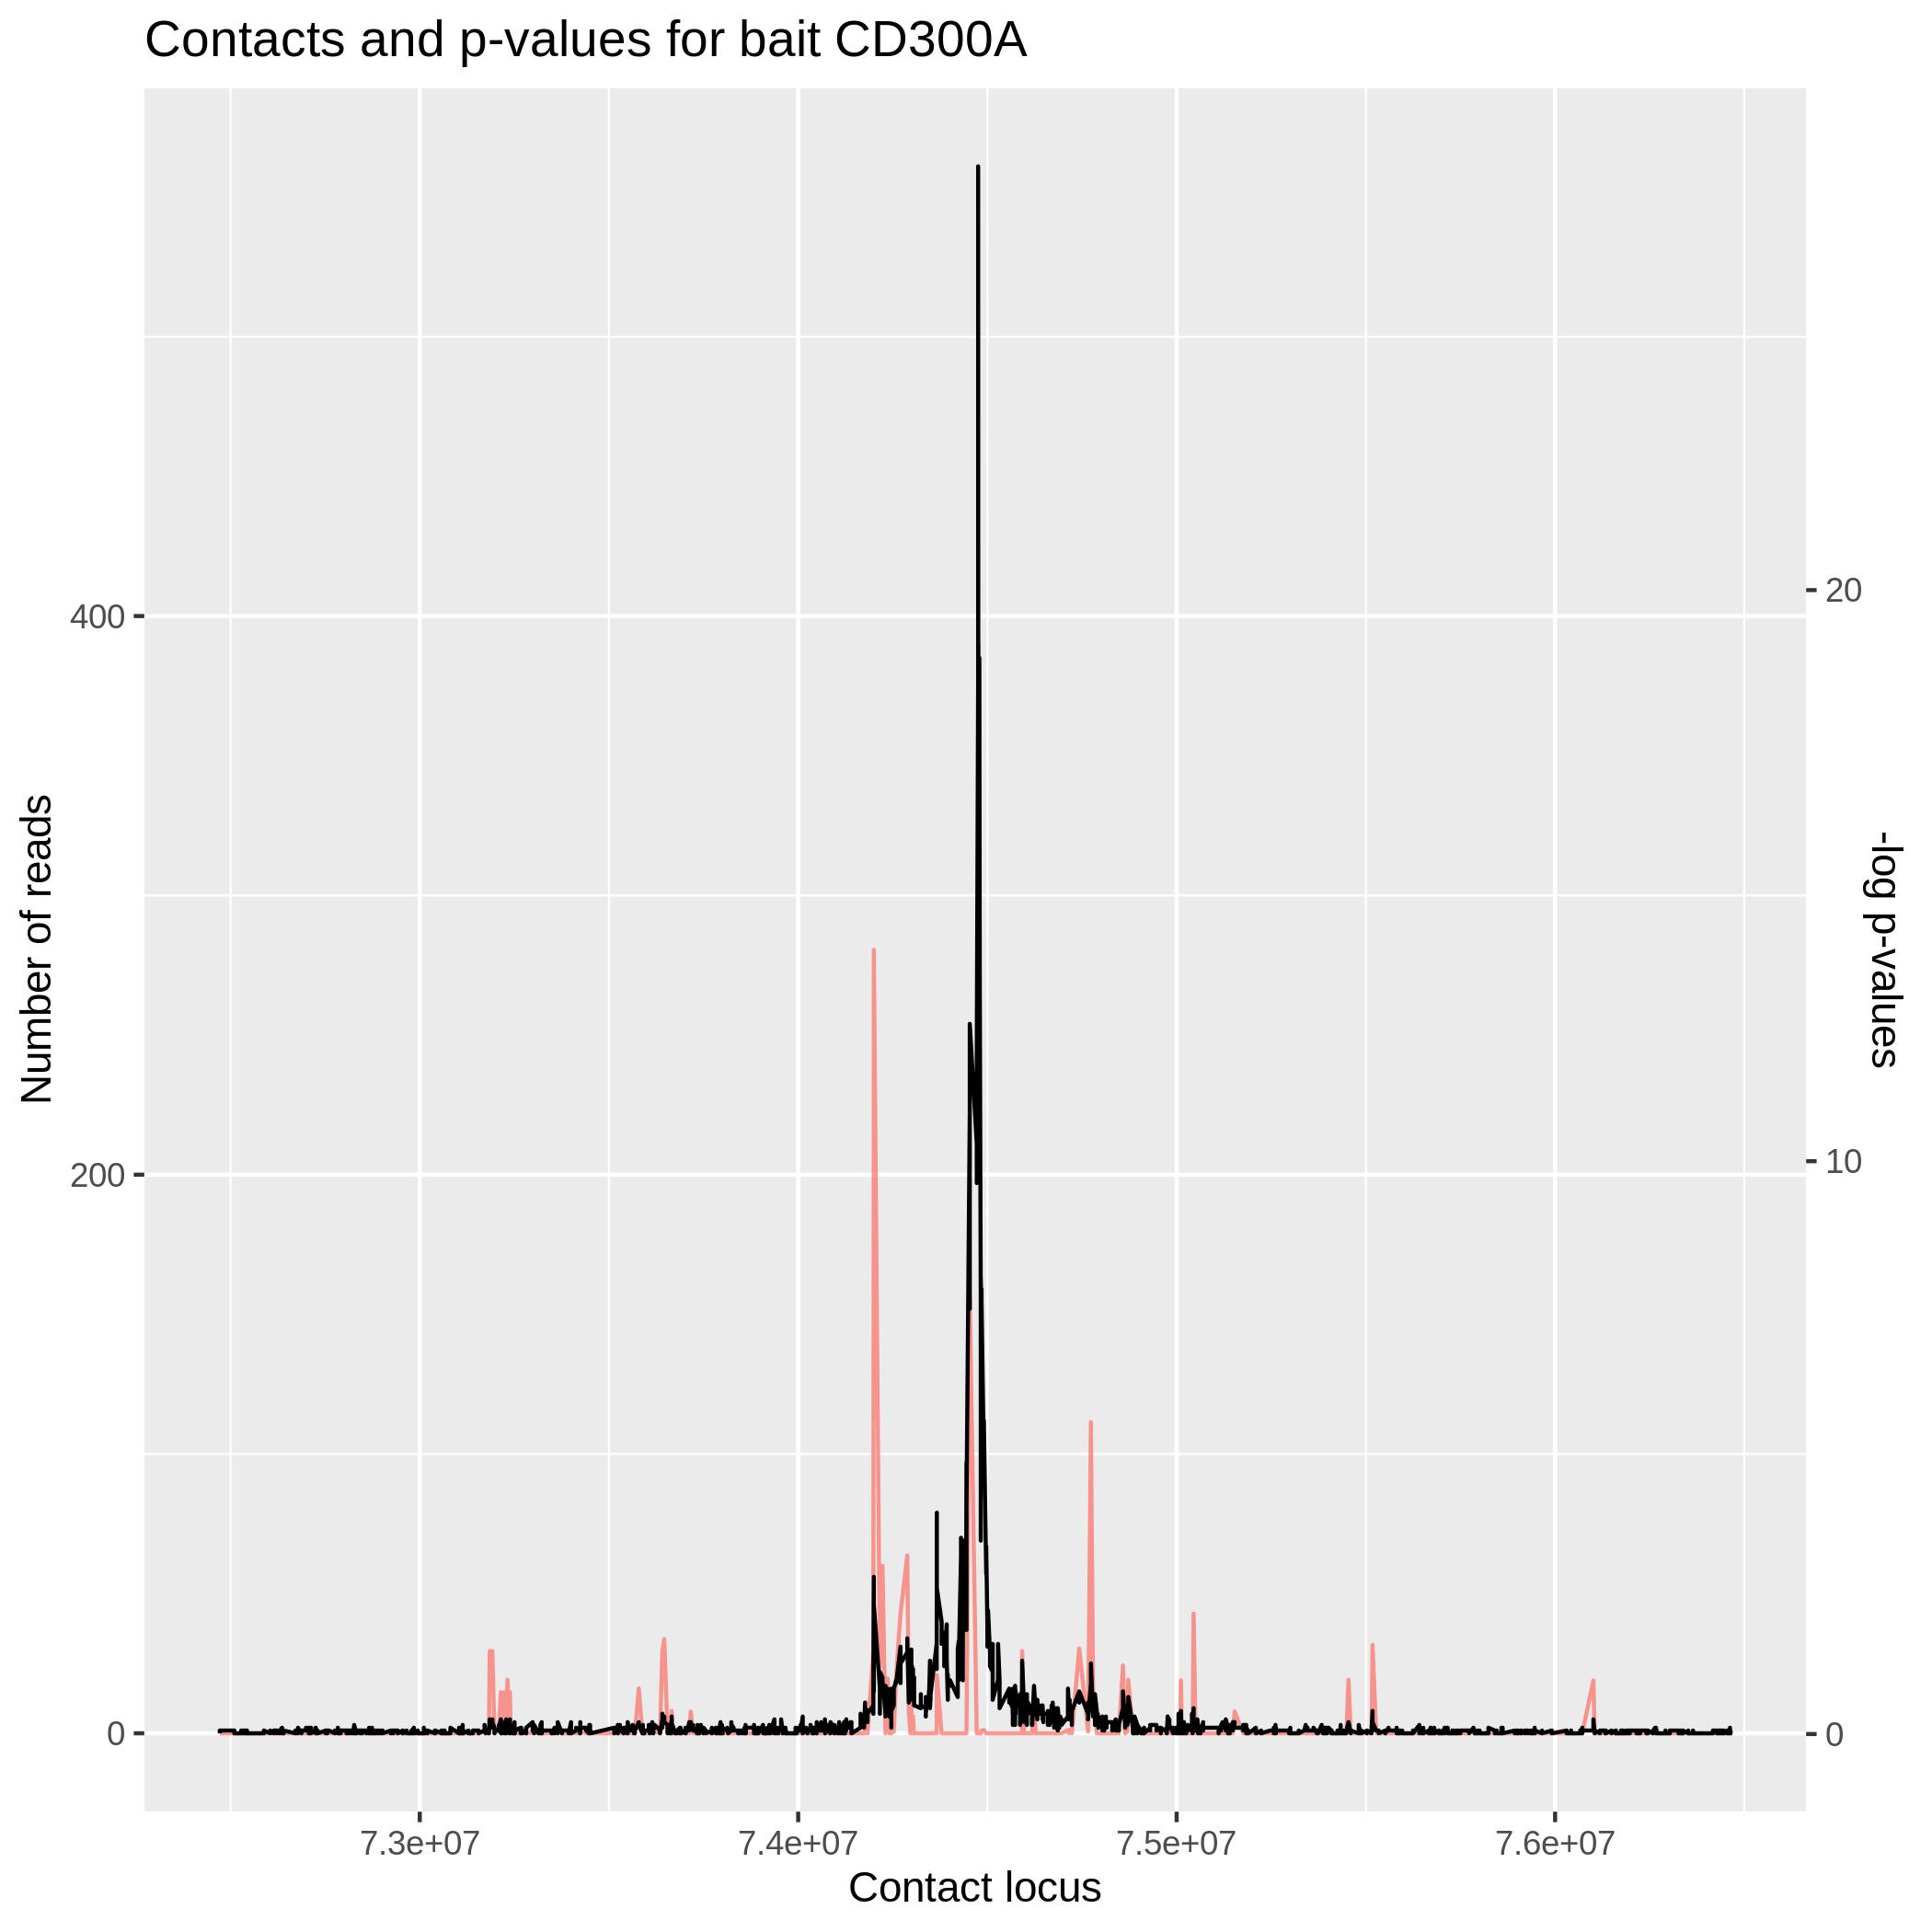 Contacts and p-values for bait CD300A
400
200
0
Number of reads
20
10
0
-log p-values
7.3e+07
7.4e+07
7.5e+07
7.6e+07
Contact locus